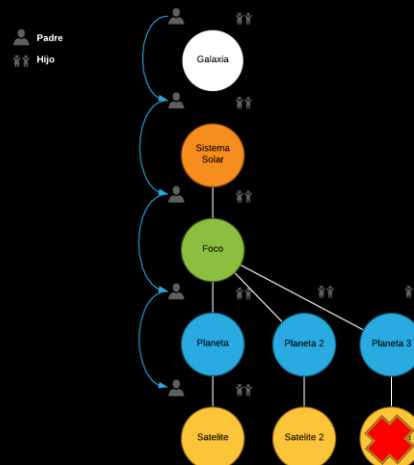 Padre
Hijo
Galaxia
Sistema
Solar
Foco
Planeta
Planeta 2
Planeta 3
Satelite
Satelite 2